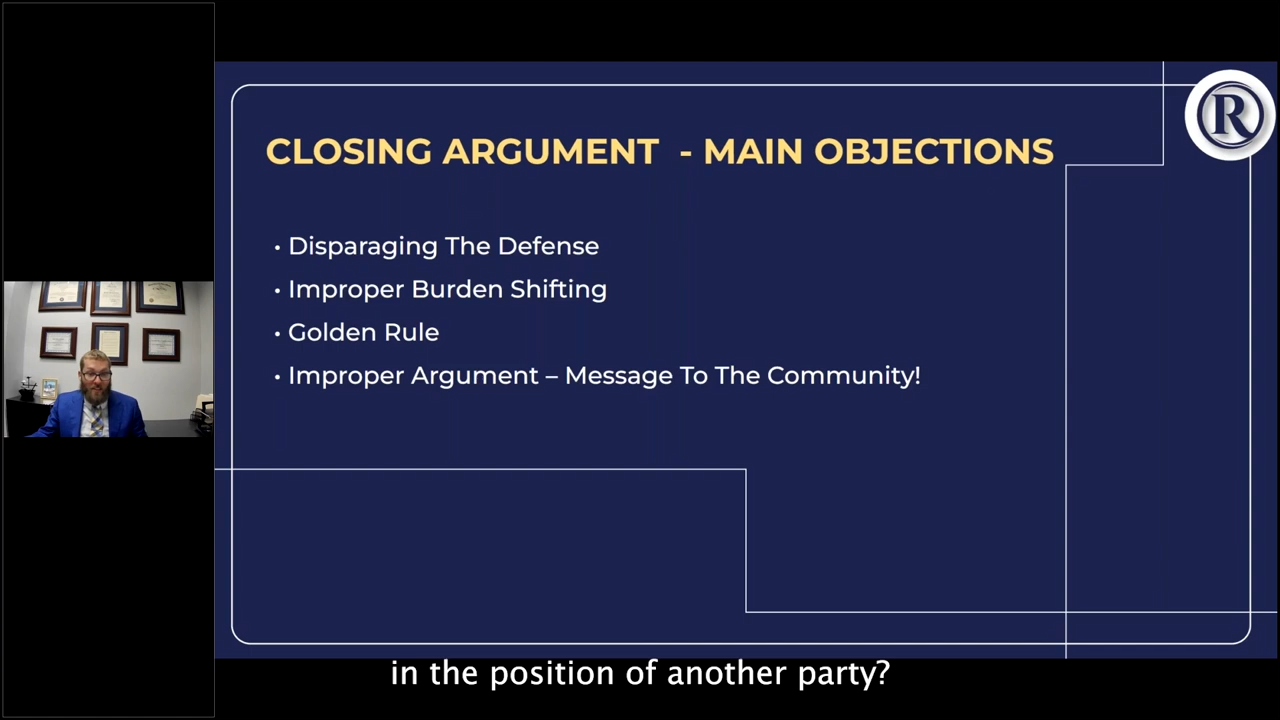 R
CLOSING ARGUMENT - MAIN OBJECTIONS
• Disparaging The Defense
• Improper Burden Shifting
• Golden Rule
• Improper Argument – Message To The Community!
in the position of another party?